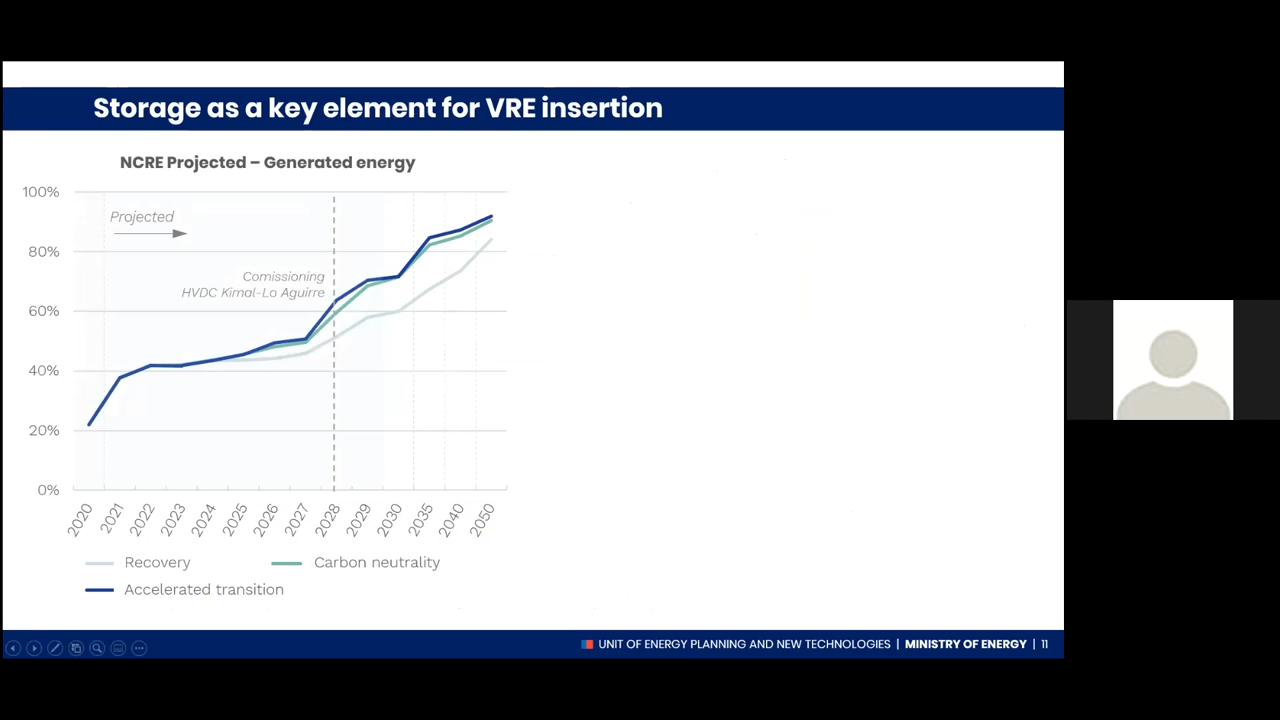 Storage as a key element for VRE insertion
NCRE Projected – Generated energy
100%
80%
60%
40%
20%
0%
Projected
Comissioning
HVDC Kimal-Lo Aguirre
2020 2021 2022 2023 2024 2025 2026 2027 2028 2029 2030 2035 2040 2050
Recovery Carbon neutrality
Accelerated transition
UNIT OF ENERGY PLANNING AND NEW TECHNOLOGIES | MINISTRY OF ENERGY | 11